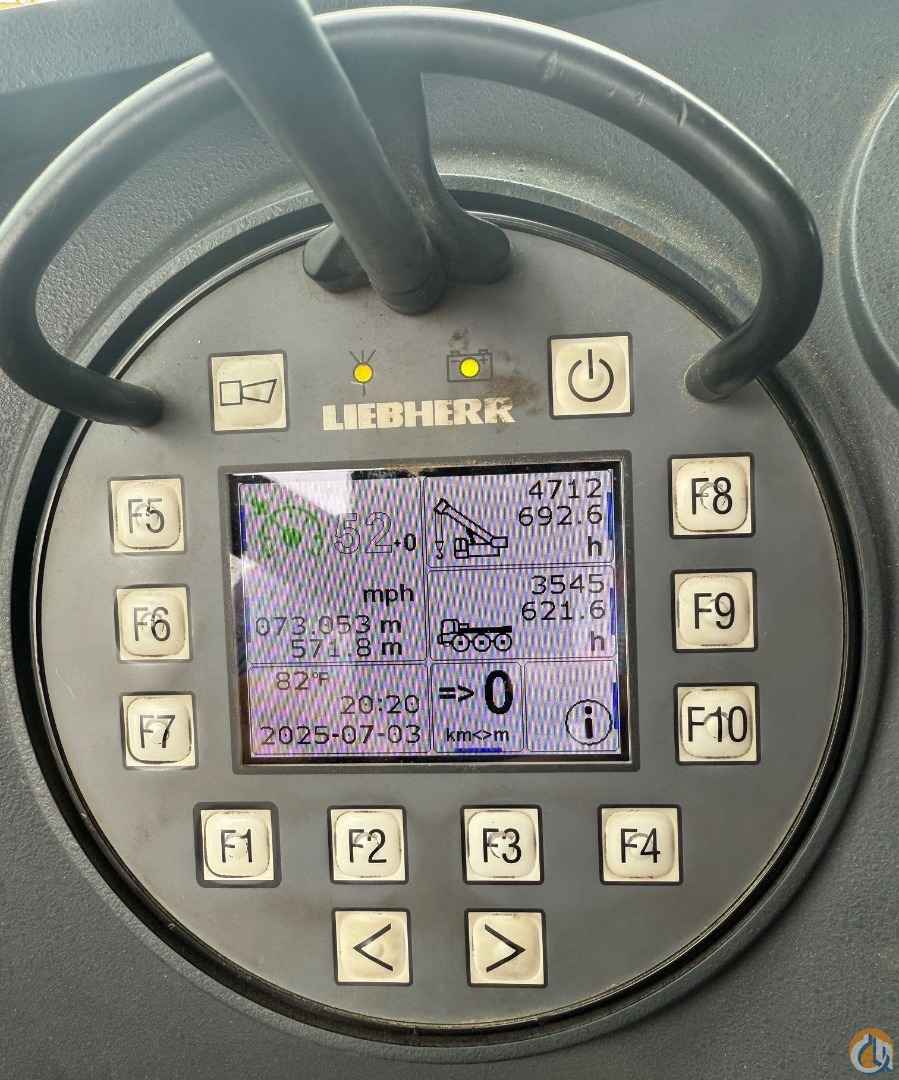 LIEBHERR
F5
F6
F7
F8
F9
F10
52+0
mph
073.053 m
571.8 m
4712
692.6
h
3545
621.6
h
82°F
20:20
2025-07-03
=> 0
km<>m
i
F1
F2
F3
F4
< >